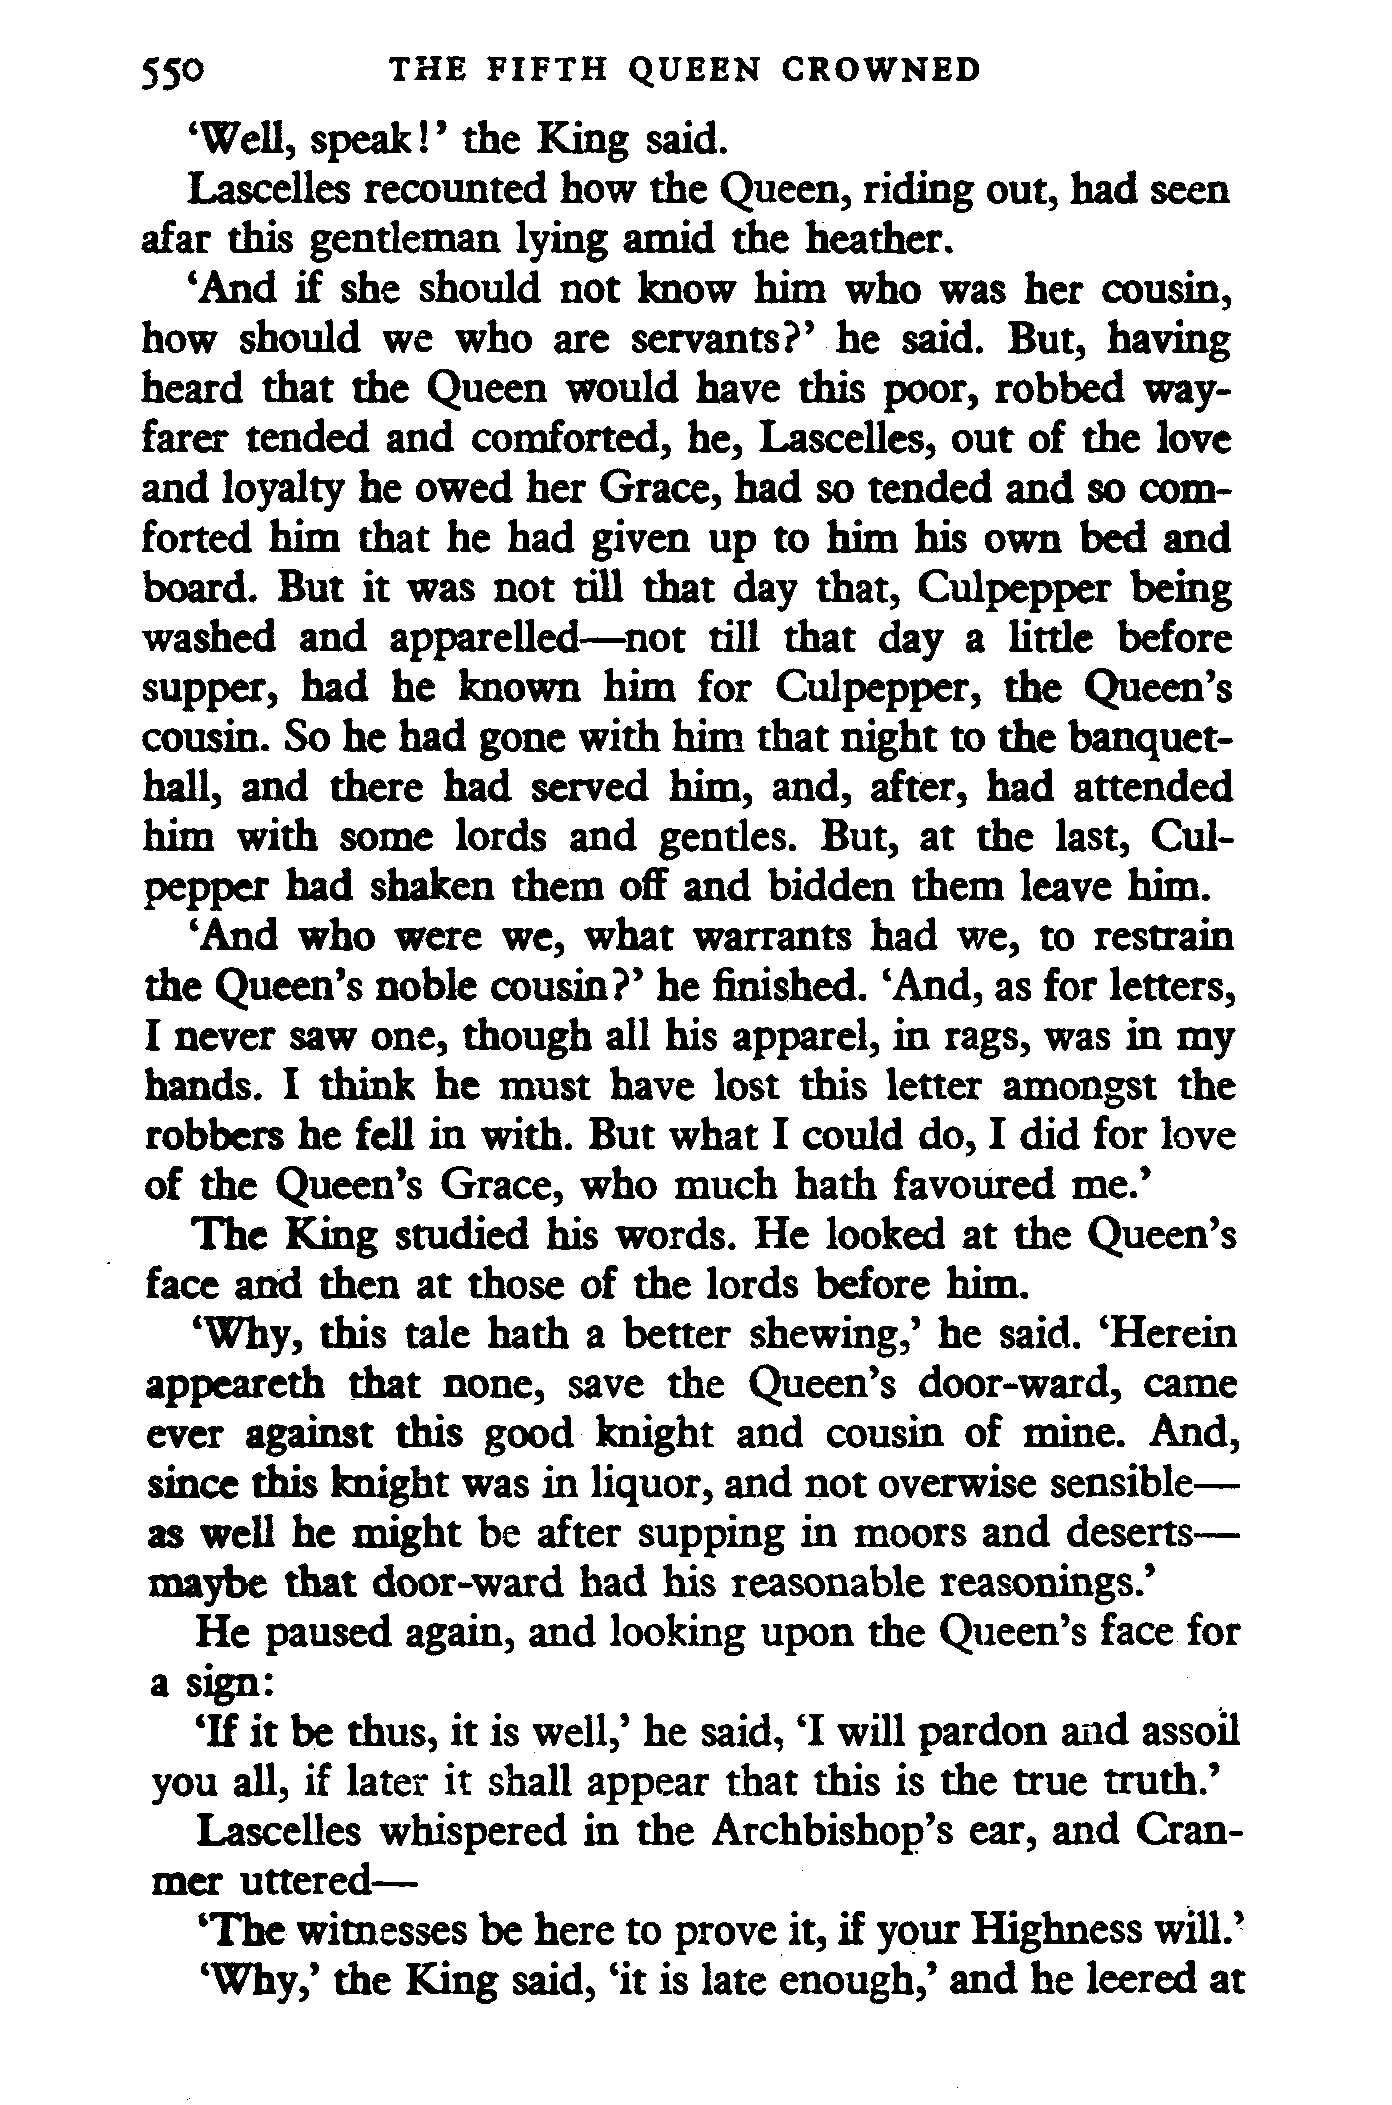 550 THE FIFTH QUEEN CROWNED
‘Well, speak!’ the King said.
Lascelles recounted how the Queen, riding out, had seen
afar this gentleman lying amid the heather.
‘And if she should not know him who was her cousin,
how should we who are servants?’ he said. But, having
heard that the Queen would have this poor, robbed way-
farer tended and comforted, he, Lascelles, out of the love
and loyalty he owed her Grace, had so tended and so com-
forted him that he had given up to him his own bed and
board. But it was not till that day that, Culpepper being
washed and apparelled—not till that day a little before
supper, had he known him for Culpepper, the Queen’s
cousin. So he had gone with him that night to the banquet-
hall, and there had served him, and, after, had attended
him with some lords and gentles. But, at the last, Cul-
pepper had shaken them off and bidden them leave him.
‘And who were we, what warrants had we, to restrain
the Queen’s noble cousin?’ he finished. ‘And, as for letters,
I never saw one, though all his apparel, in rags, was in my
hands. I think he must have lost this letter amongst the
robbers he fell in with. But what I could do, I did for love
of the Queen’s Grace, who much hath favoured me.’
The King studied his words. He looked at the Queen’s
face and then at those of the lords before him.
‘Why, this tale hath a better shewing,’ he said. ‘Herein
appeareth that none, save the Queen’s door-ward, came
ever against this good knight and cousin of mine. And,
since this knight was in liquor, and not overwise sensible—
as well he might be after supping in moors and deserts—
maybe that door-ward had his reasonable reasonings.’
He paused again, and looking upon the Queen’s face for
a sign:
‘If it be thus, it is well,’ he said, ‘I will pardon and assoil
you all, if later it shall appear that this is the true truth.’
Lascelles whispered in the Archbishop’s ear, and Cran-
mer uttered—
‘The witnesses be here to prove it, if your Highness will.’
‘Why,’ the King said, ‘it is late enough,’ and he leered at